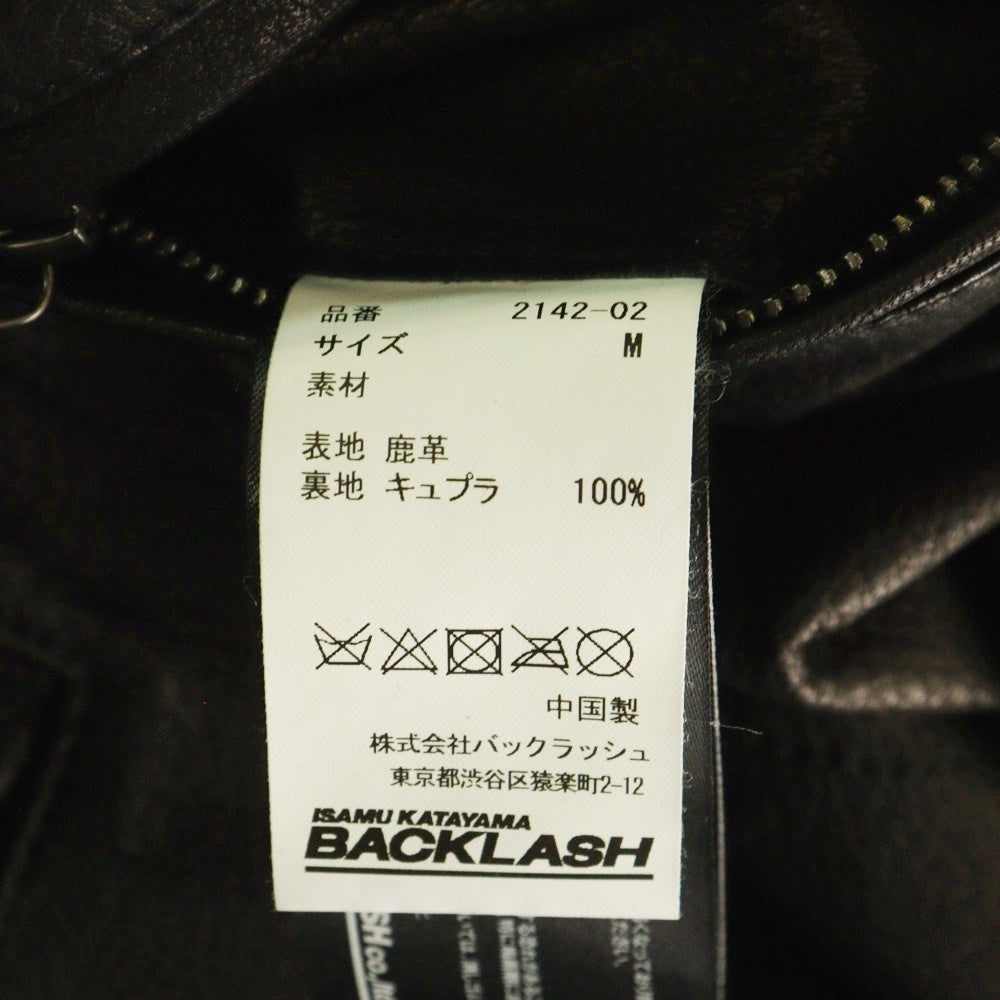 品番 2142-02
サイズ M
素材
表地 鹿革
裏地 キュプラ 100%
中国製
株式会社バックラッシュ
東京都渋谷区猿楽町2-12
ISAMU KATAYAMA
BACKLASH
SH co.,